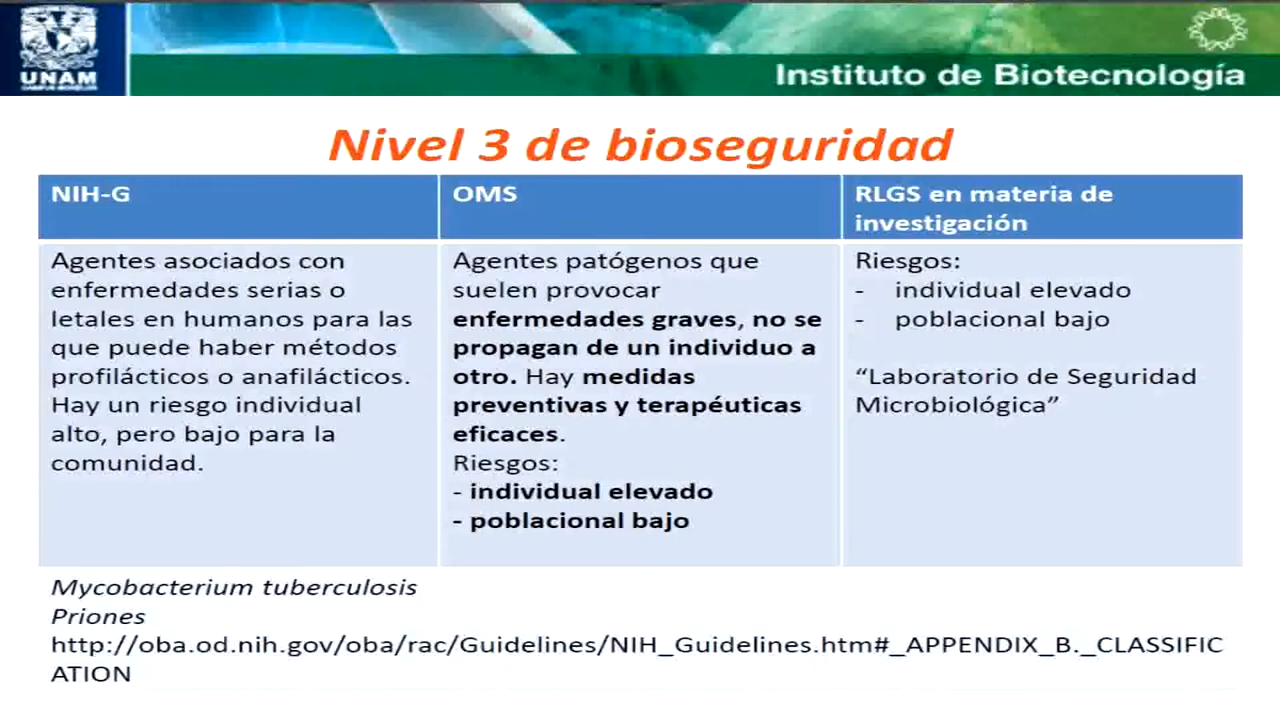 UNAM
Instituto de Biotecnología
Nivel 3 de bioseguridad
NIH-G
Agentes asociados con
enfermedades serias o
letales en humanos para las
que puede haber métodos
profilácticos o anafilácticos.
Hay un riesgo individual
alto, pero bajo para la
comunidad.
OMS
Agentes patógenos que
suelen provocar
enfermedades graves, no se
propagan de un individuo a
otro. Hay medidas
preventivas y terapéuticas
eficaces.
Riesgos:
- individual elevado
- poblacional bajo
RLGS en materia de
investigación
Riesgos:
- individual elevado
- poblacional bajo
“Laboratorio de Seguridad
Microbiológica”
Mycobacterium tuberculosis
Priones
http://oba.od.nih.gov/oba/rac/Guidelines/NIH_Guidelines.htm#_APPENDIX_B._CLASSIFIC
ATION